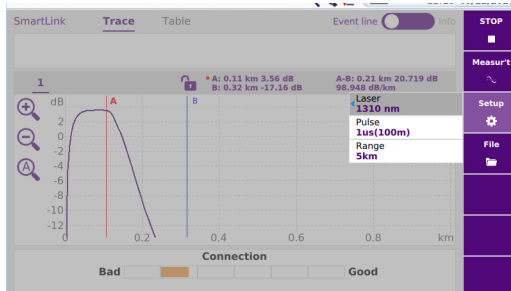 SmartLink Trace Table Event line Info STOP
Measur't
1
A: 0.11 km 3.56 dB A-B: 0.21 km 20.719 dB
B: 0.32 km -17.16 dB 98.948 dB/km
Setup
File
Laser
1310 nm
Pulse
1us(100m)
Range
5km
dB A B
2
0
-2
-4
-6
-8
-10
-12
0 0.2 0.4 0.6 0.8 km
A
Connection
Bad Good